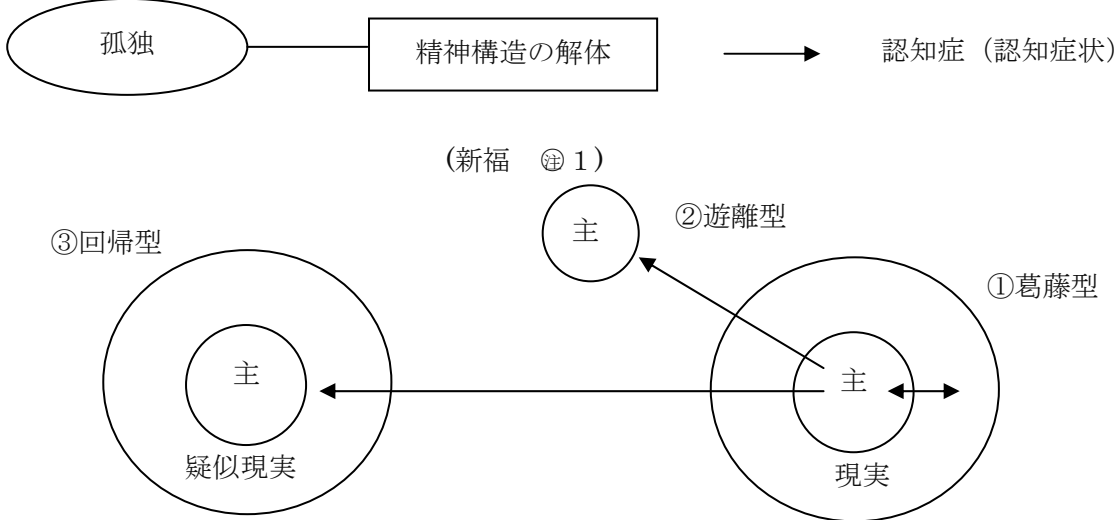 孤独
精神構造の解体
認知症（認知症状）
(新福　㊟１)
主
②遊離型
③回帰型
①葛藤型
主
主
疑似現実
現実